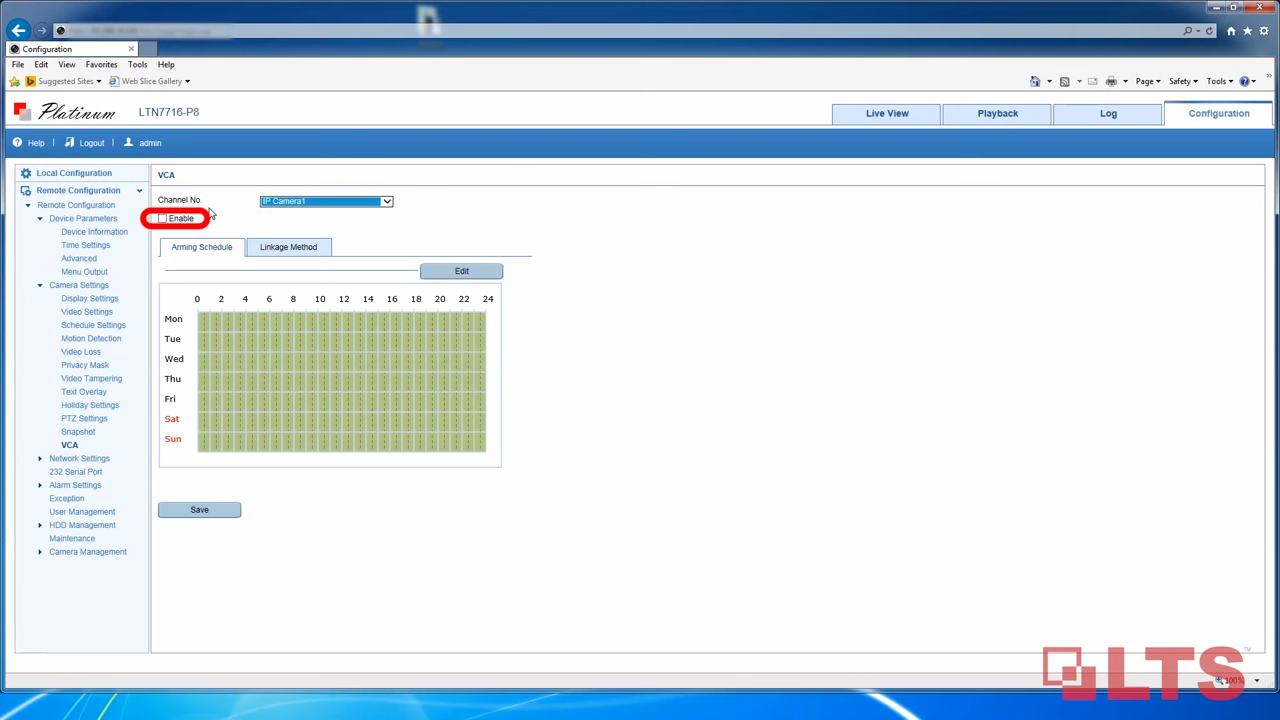 Configuration
File Edit View Favorites Tools Help
Suggested Sites Web Slice Gallery Page Safety Tools
Platinum LTN7716-P8 Live View Playback Log Configuration
Help Logout admin
Local Configuration
Remote Configuration
Remote Configuration
Device Parameters
Device Information
Time Settings
Advanced
Menu Output
Camera Settings
Display Settings
Video Settings
Schedule Settings
Motion Detection
Video Loss
Privacy Mask
Video Tampering
Text Overlay
Holiday Settings
PTZ Settings
Snapshot
VCA
Network Settings
232 Serial Port
Alarm Settings
Exception
User Management
HDD Management
Maintenance
Camera Management
VCA
Channel No. IP Camera1
Enable
Arming Schedule Linkage Method
Edit
0 2 4 6 8 10 12 14 16 18 20 22 24
Mon
Tue
Wed
Thu
Fri
Sat
Sun
Save
LTS™
100%